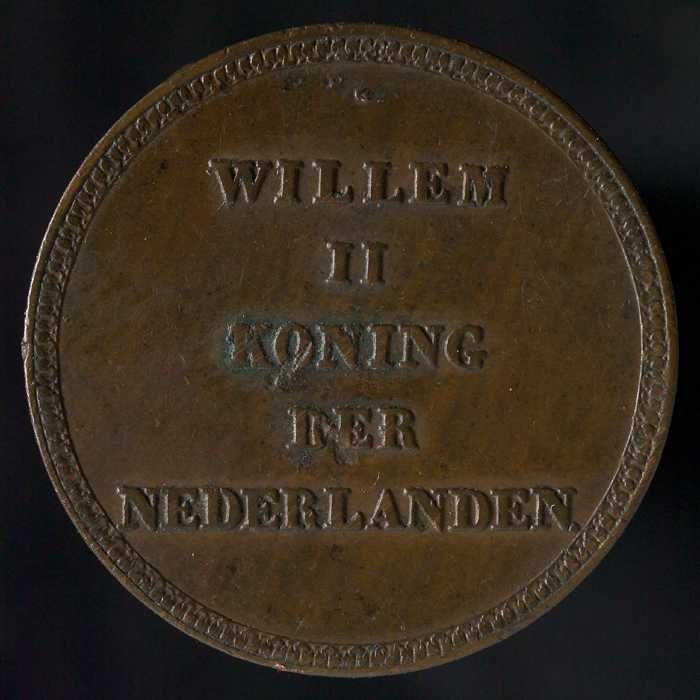 WILLEM
II
KONING
DER
NEDERLANDEN.